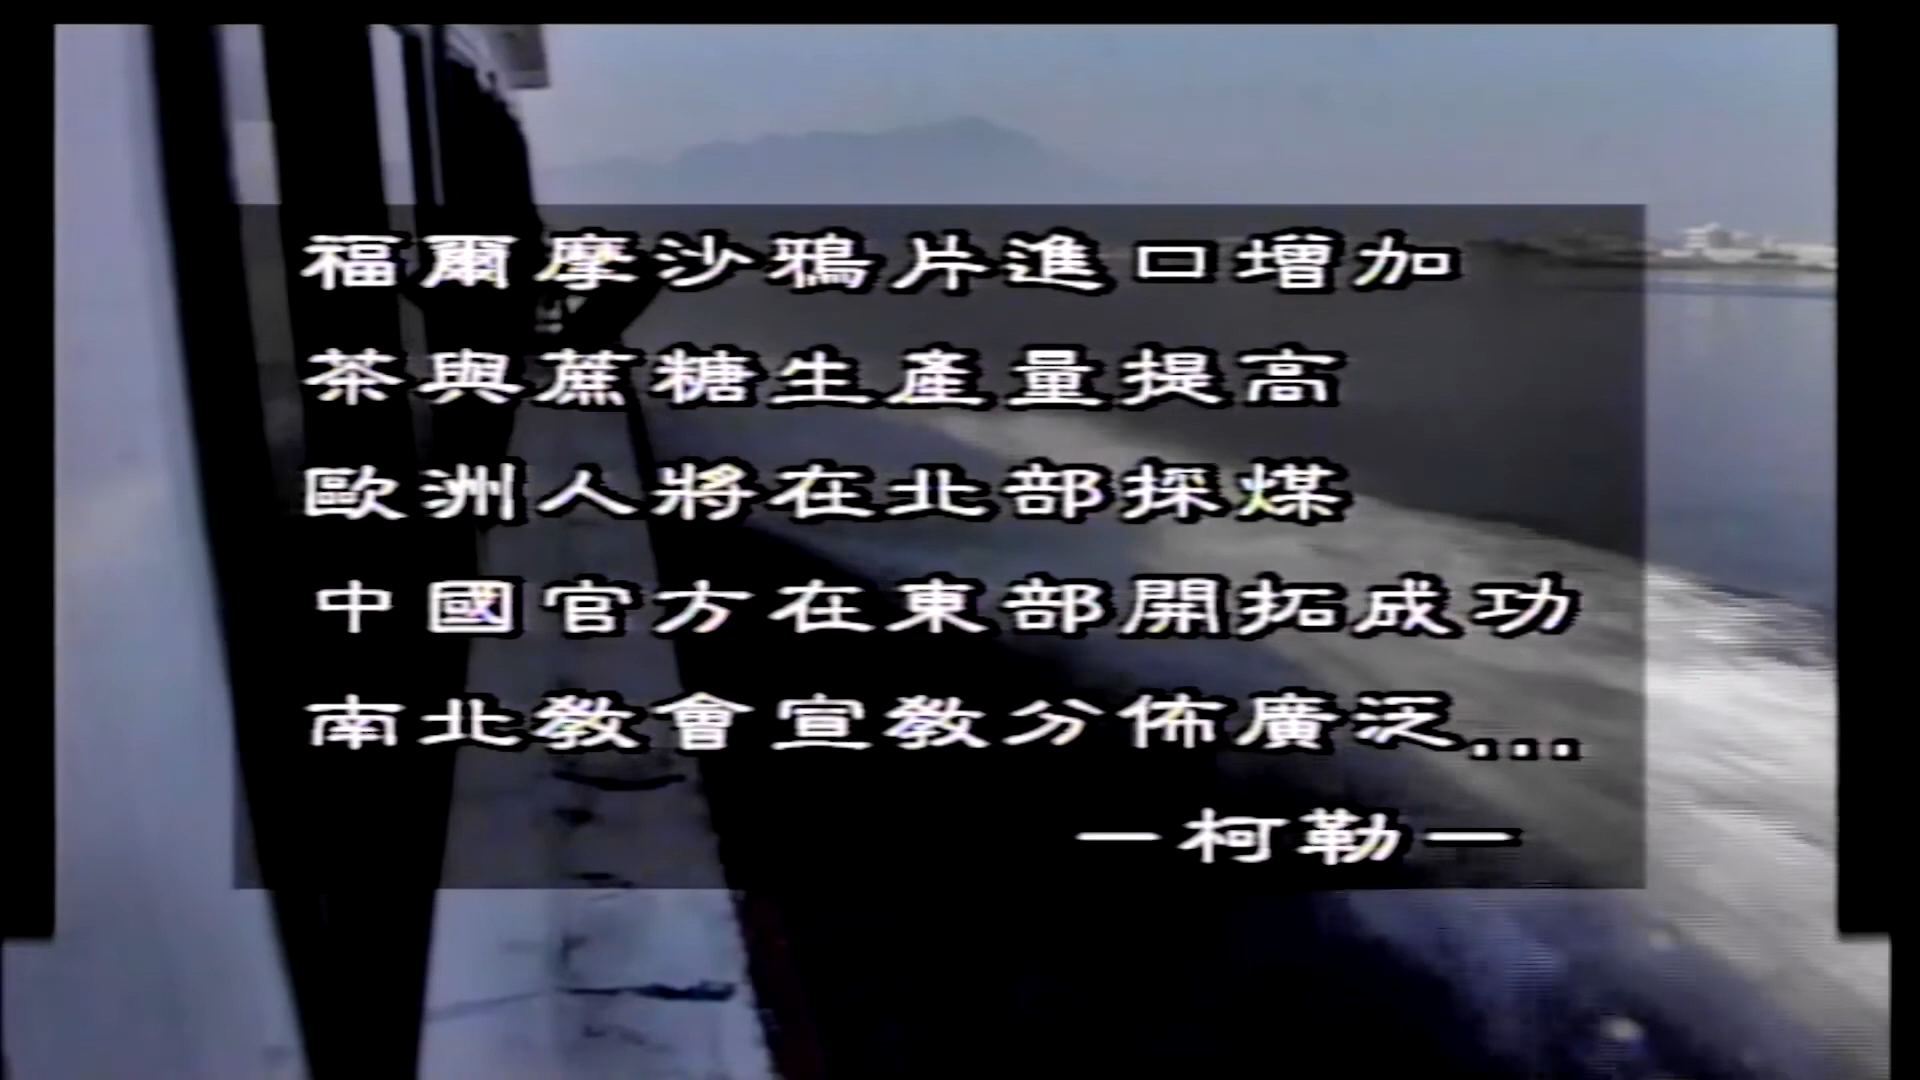 福爾摩沙鴉片進口增加
茶與蔗糖生產量提高
歐洲人將在北部採煤
中國官方在東部開拓成功
南北教會宣教分佈廣泛...
—柯勒—